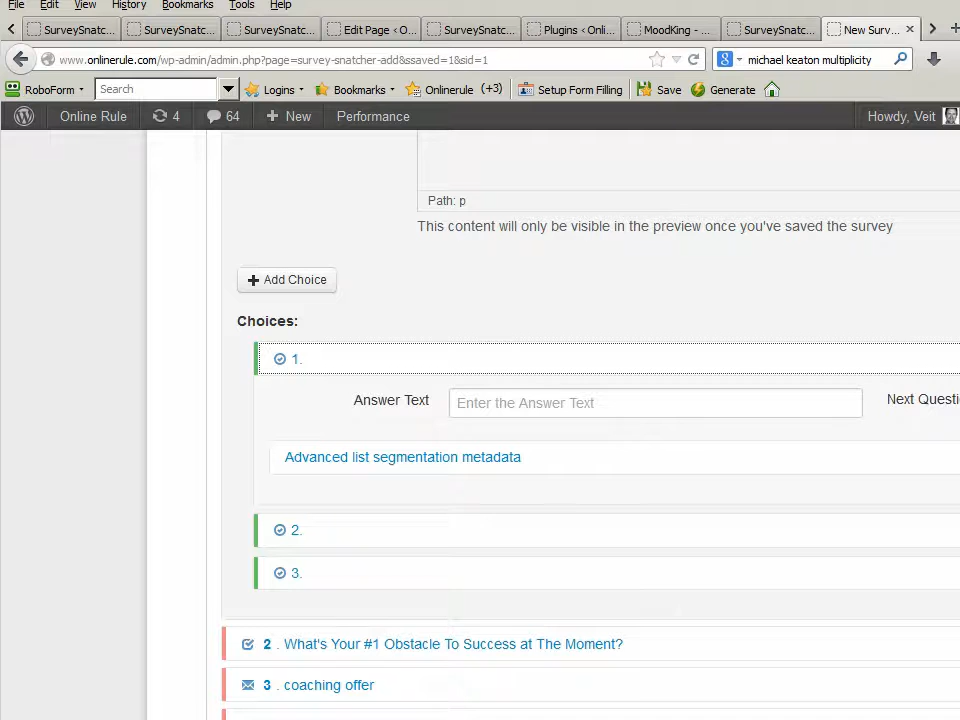 File Edit View History Bookmarks Tools Help
SurveySnatc... SurveySnatc... SurveySnatc... Edit Page ‹ O... SurveySnatc... Plugins ‹ Onli... MoodKing - ... SurveySnatc... New Surv... ×
www.onlinerule.com/wp-admin/admin.php?page=survey-snatcher-add&ssaved=1&sid=1 michael keaton multiplicity
RoboForm Search Logins Bookmarks Onlinerule (+3) Setup Form Filling Save Generate
Online Rule 4 64 + New Performance Howdy, Veit
Path: p
This content will only be visible in the preview once you've saved the survey
Add Choice
Choices:
1.
Answer Text Enter the Answer Text Next Questi
Advanced list segmentation metadata
2.
3.
2 . What's Your #1 Obstacle To Success at The Moment?
3 . coaching offer